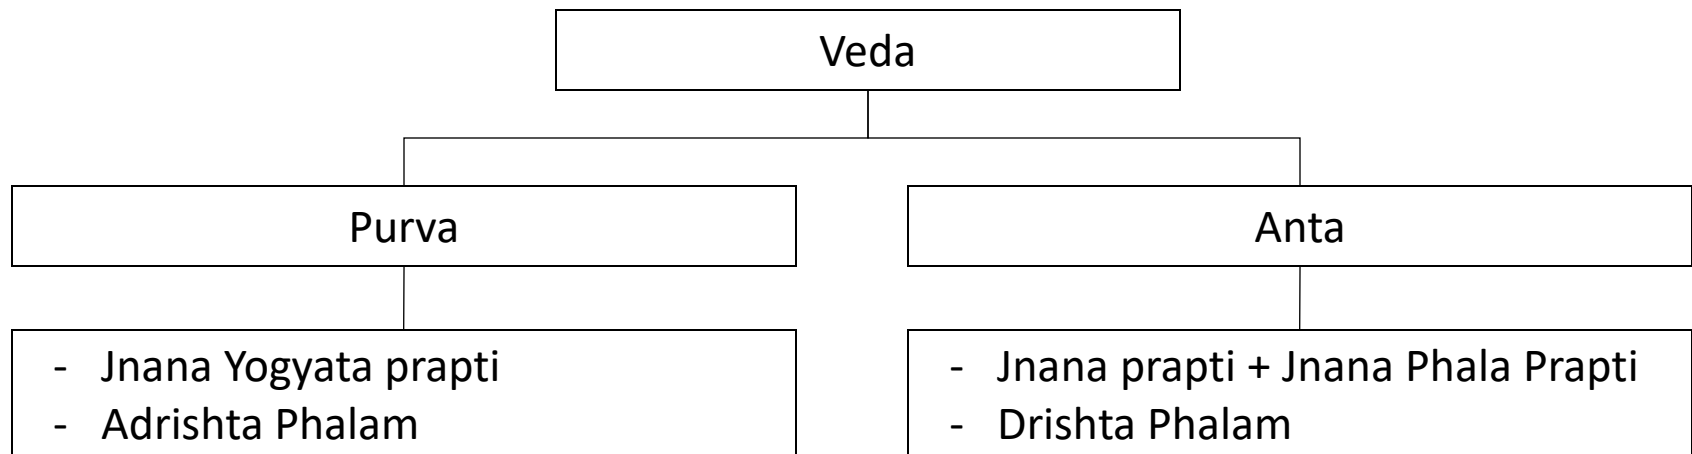 Veda
Purva
Anta
- Jnana Yogyata prapti
- Adrishta Phalam
- Jnana prapti + Jnana Phala Prapti
- Drishta Phalam